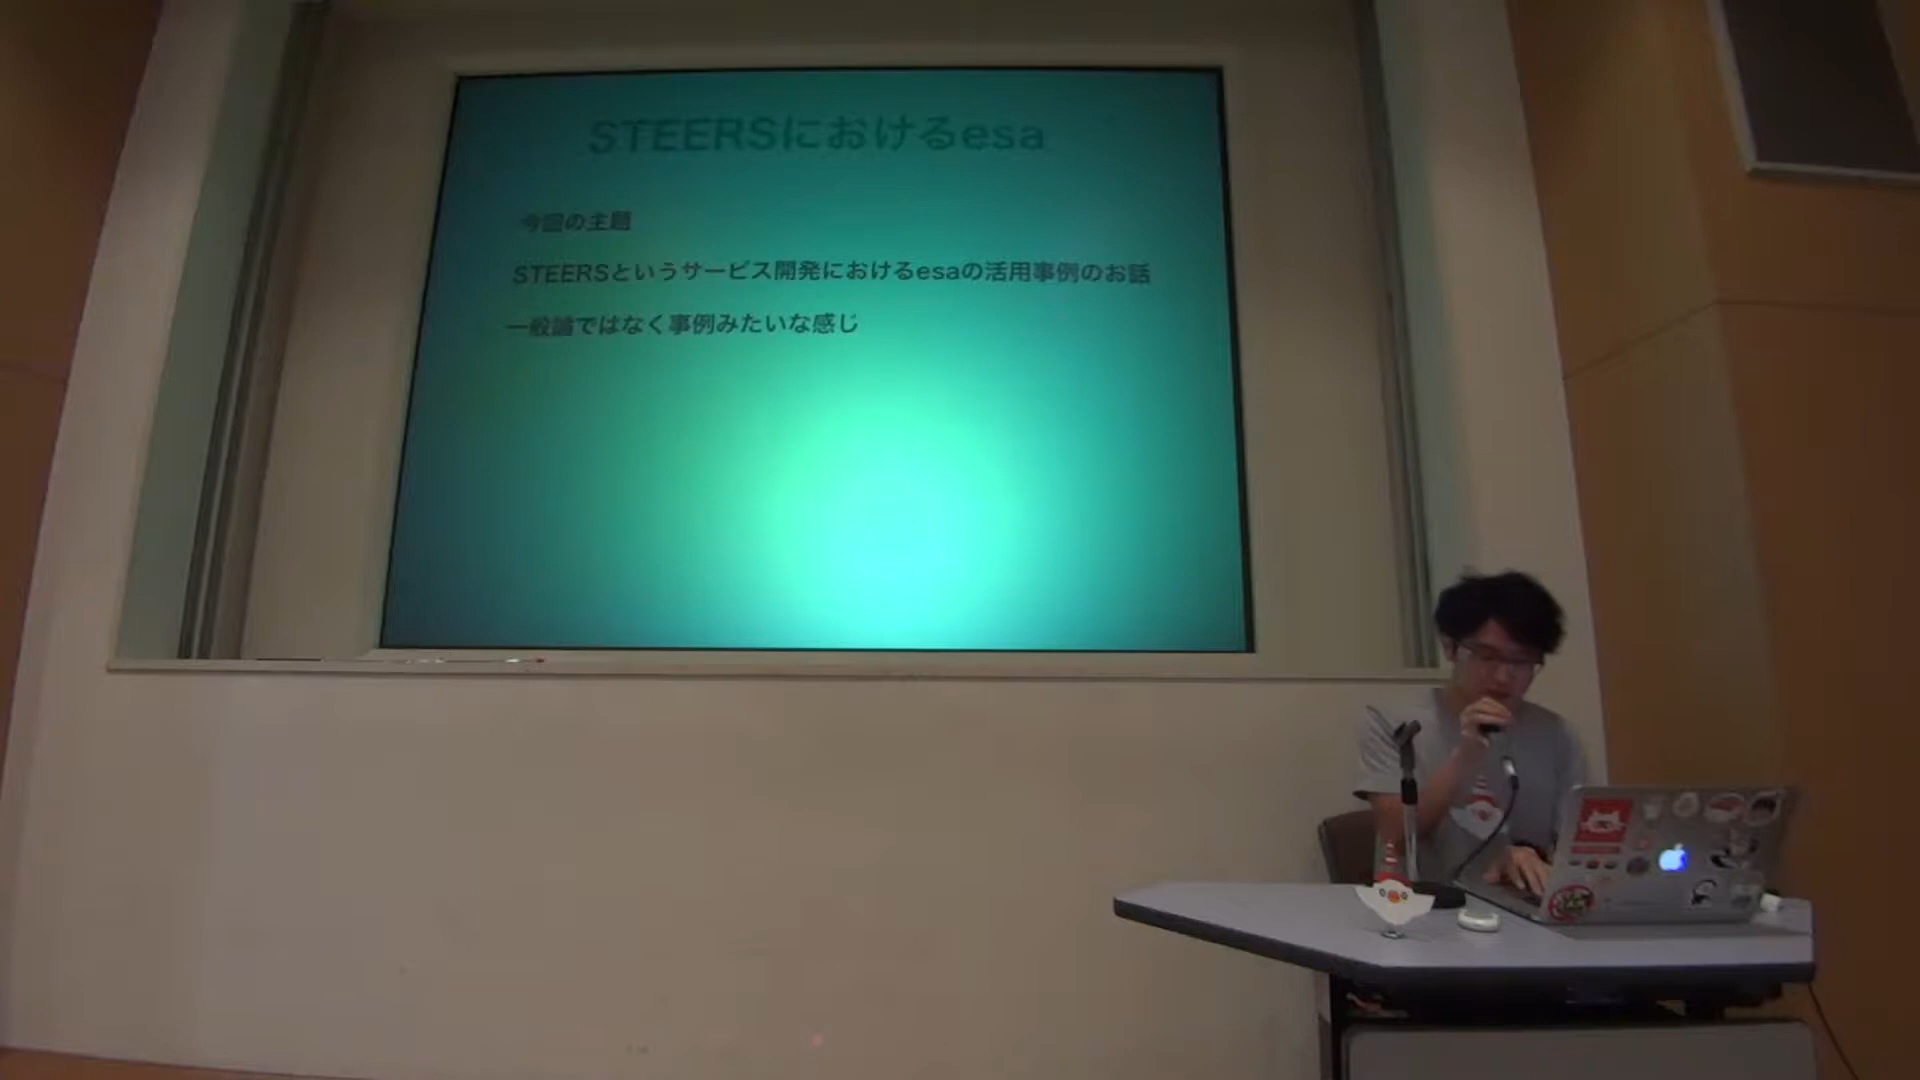 STEERSにおけるesa
今回の主題
STEERSというサービス開発におけるesaの活用事例のお話
一般論ではなく事例みたいな感じ